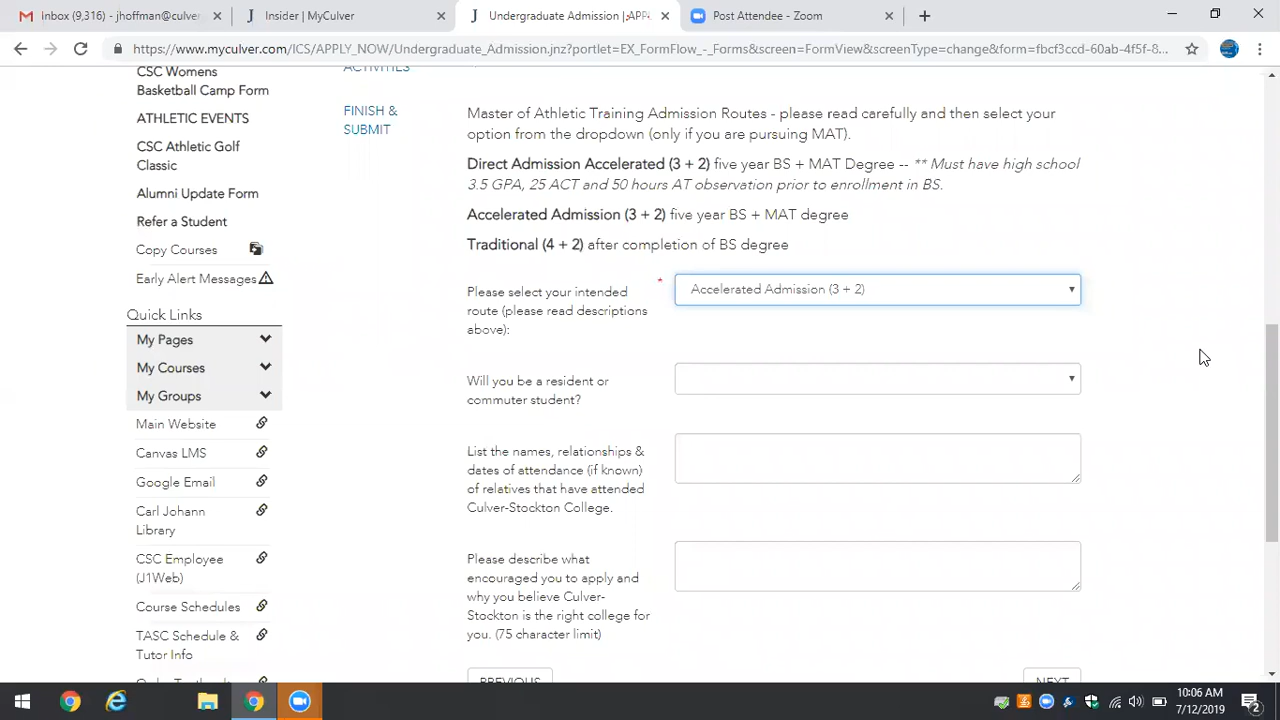 Inbox (9,316) - jhoffman@culver
Insider | MyCulver
Undergraduate Admission |
Post Attendee - Zoom
https://www.myculver.com/ICS/APPLY_NOW/Undergraduate_Admission.jnz?portlet=EX_FormFlow_-_Forms&screen=FormView&screenType=change&form=fbcf3ccd-60ab-4f5f-8...
CSC Womens
Basketball Camp Form
ATHLETIC EVENTS
CSC Athletic Golf
Classic
Alumni Update Form
Refer a Student
Copy Courses
Early Alert Messages
Quick Links
My Pages
My Courses
My Groups
Main Website
Canvas LMS
Google Email
Carl Johann
Library
CSC Employee
(J1Web)
Course Schedules
TASC Schedule &
Tutor Info
ACTIVITIES
FINISH &
SUBMIT
Master of Athletic Training Admission Routes - please read carefully and then select your
option from the dropdown (only if you are pursuing MAT).
Direct Admission Accelerated (3 + 2) five year BS + MAT Degree -- ** Must have high school
3.5 GPA, 25 ACT and 50 hours AT observation prior to enrollment in BS.
Accelerated Admission (3 + 2) five year BS + MAT degree
Traditional (4 + 2) after completion of BS degree
Please select your intended
route (please read descriptions
above):
* Accelerated Admission (3 + 2)
Will you be a resident or
commuter student?
List the names, relationships &
dates of attendance (if known)
of relatives that have attended
Culver-Stockton College.
Please describe what
encouraged you to apply and
why you believe Culver-
Stockton is the right college for
you. (75 character limit)
PREVIOUS
NEXT
10:06 AM
7/12/2019
2